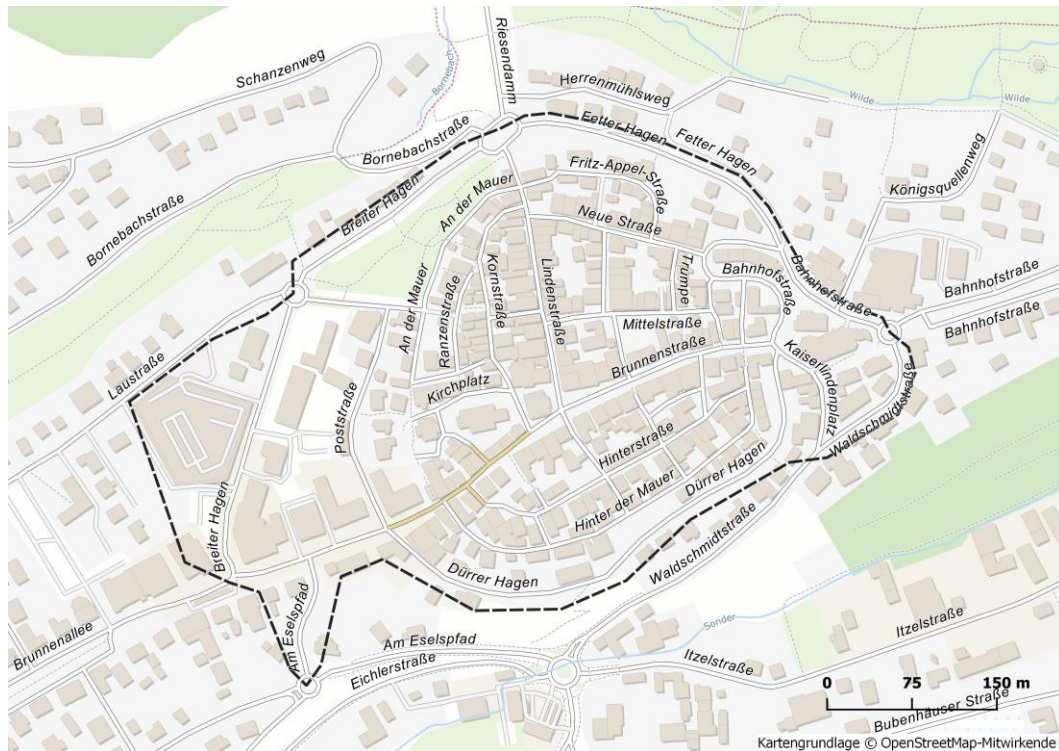 Riesendamm
Schanzenweg
Bornebach
Herrenmühlsweg
Wilde
Wilde
Eetter Hagen
Fetter Hagen
Bornebachstraße
Fritz-Appel-Straße
Königsquellenweg
An der Mauer
Breiter Hagen
Neue Straße
Bornebachstraße
Kornstraße
Lindenstraße
Trumpe
Bahnhofstraße
Bahnhofstraße
Bahnhofstraße
Bahnhofstraße
An der Mauer
Ranzenstraße
Mittelstraße
Brunnenstraße
Kaiserlindenplatz
Laustraße
Kirchplatz
Waldschmidtstraße
Poststraße
Hinterstraße
Dürrer Hagen
Hinter der Mauer
Breiter Hagen
Dürrer Hagen
Waldschmidtstraße
Am Eselspfad
Sonder
Itzelstraße
Brunnenallee
Am Eselspfad
Eichlerstraße
Itzelstraße
0 75 150 m
Bubenhäuser Straße
Kartengrundlage © OpenStreetMap-Mitwirkende